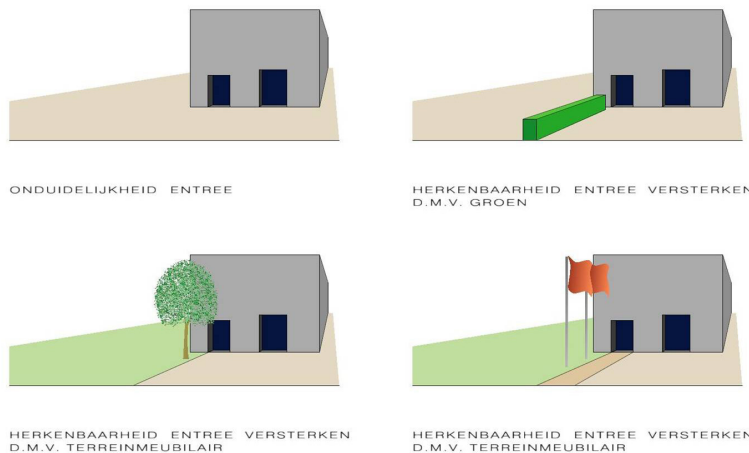 ONDUIDELIJKHEID ENTREE
HERKENBAARHEID ENTREE VERSTERKEN
D.M.V. GROEN
HERKENBAARHEID ENTREE VERSTERKEN
D.M.V. TERREINMEUBILAIR
HERKENBAARHEID ENTREE VERSTERKEN
D.M.V. TERREINMEUBILAIR